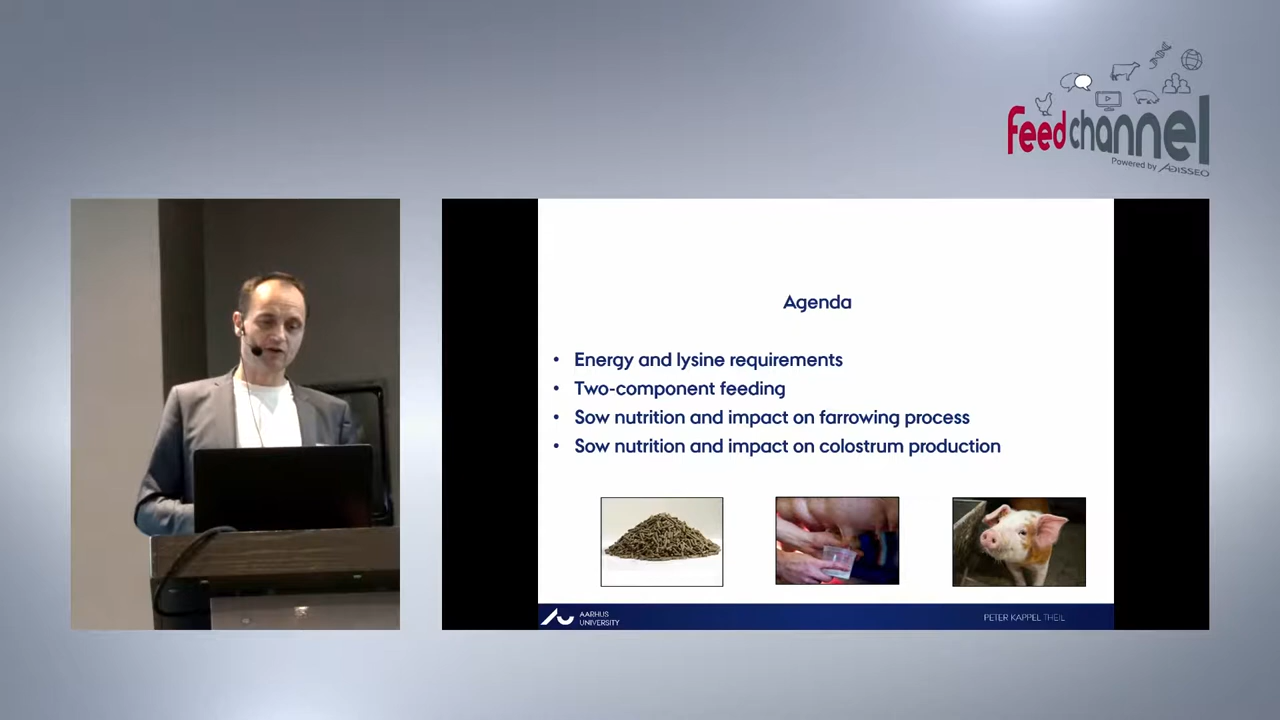 feedchannel
Powered by ADISSEO
Agenda
• Energy and lysine requirements
• Two-component feeding
• Sow nutrition and impact on farrowing process
• Sow nutrition and impact on colostrum production
AARHUS
UNIVERSITY
PETER KAPPEL THEIL